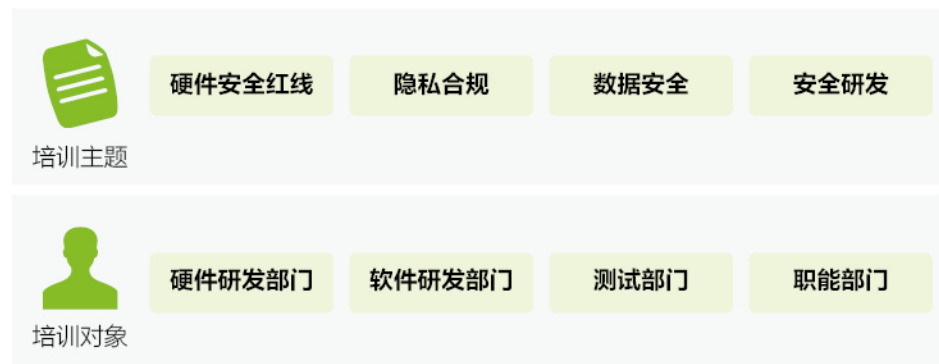 硬件安全红线 隐私合规 数据安全 安全研发
培训主题
硬件研发部门 软件研发部门 测试部门 职能部门
培训对象